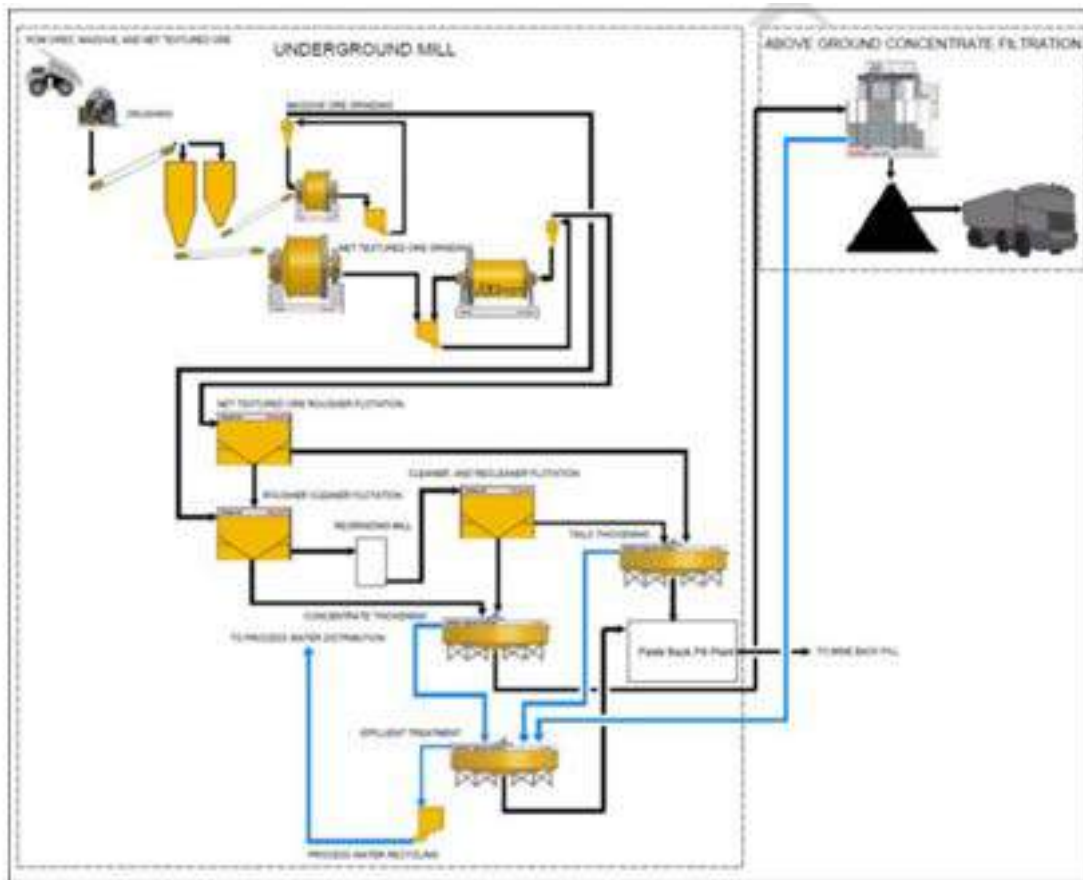 ROM ORES, MASSIVE, AND NET TEXTURED ORE
UNDERGROUND MILL
ABOVE GROUND CONCENTRATE FILTRATION
CRUSHING
MASSIVE ORE GRINDING
NET TEXTURED ORE GRINDING
NET TEXTURED ORE ROUGHER FLOTATION
CLEANER, AND RECLEANER FLOTATION
ROUGHER CLEANER FLOTATION
REGRINDING MILL
TAILS THICKENING
CONCENTRATE THICKENING
TO PROCESS WATER DISTRIBUTION
Paste Back Fill Plant
TO MINE BACK FILL
EFFLUENT TREATMENT
PROCESS WATER RECYCLING